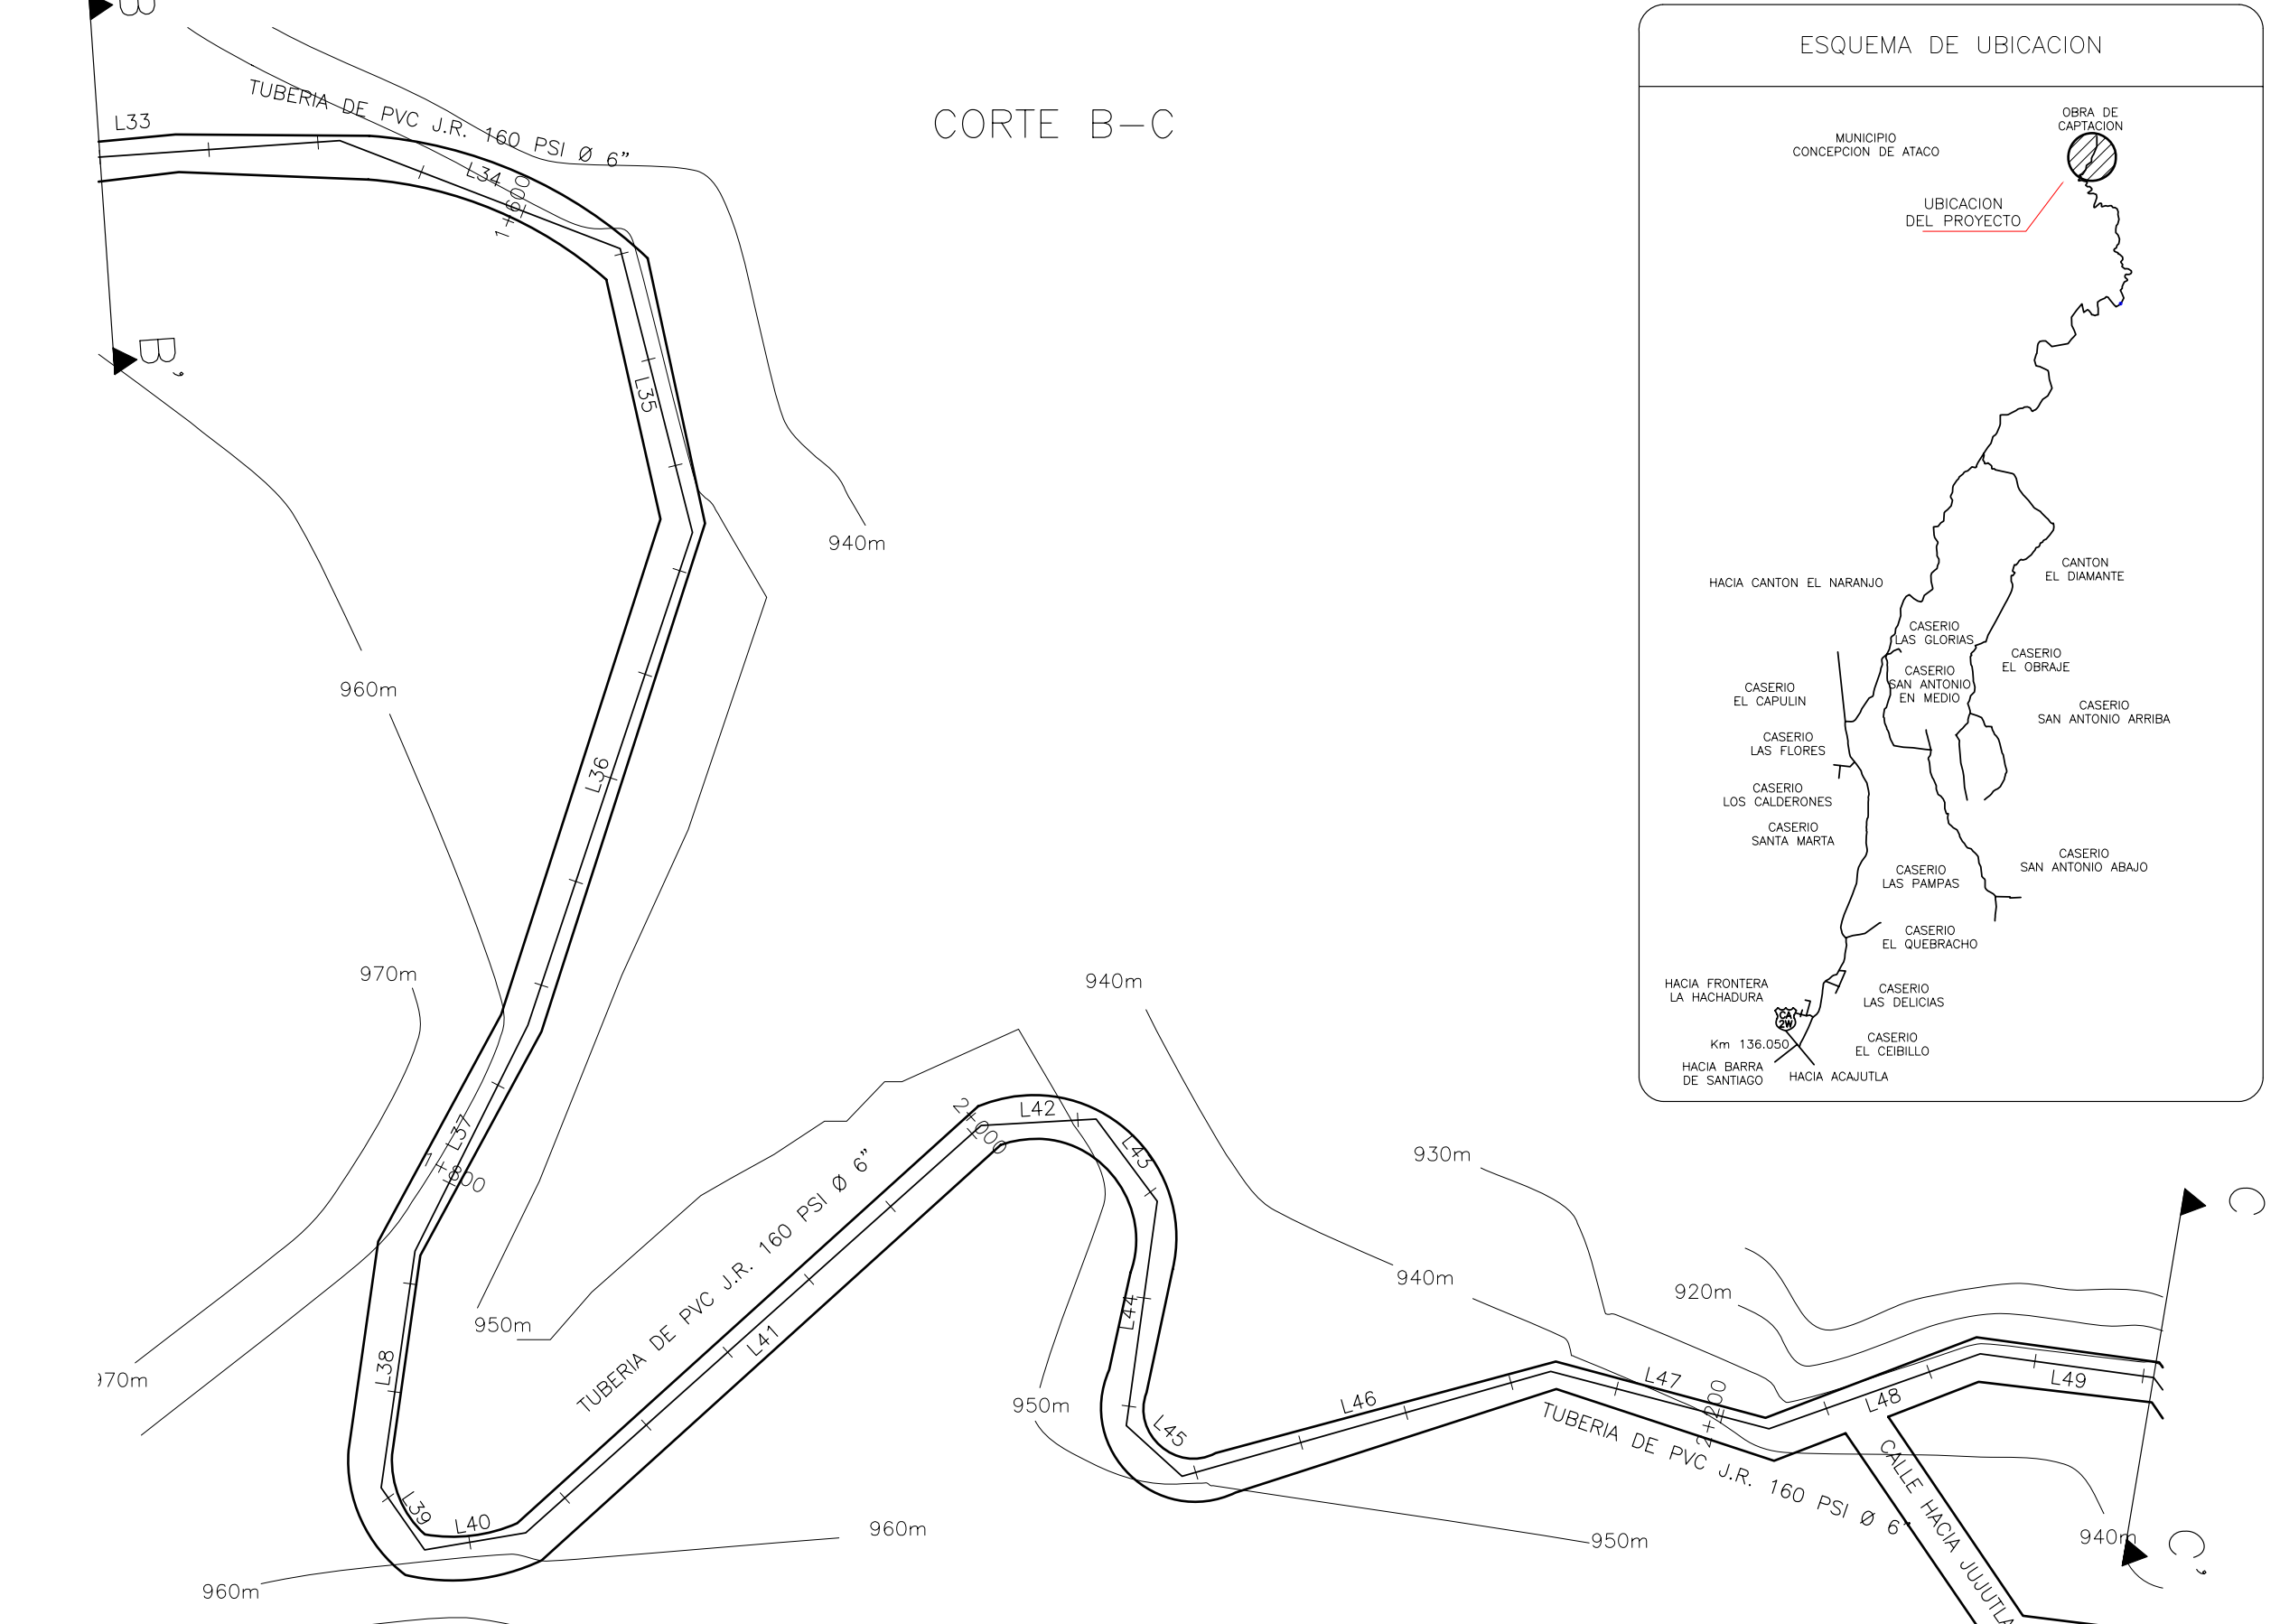 B
B'
L33
TUBERIA DE PVC J.R. 160 PSI Ø 6"
L34
1+600
L35
CORTE B-C
940m
960m
L36
970m
L37
1+800
950m
970m
L38
L39
L40
960m
960m
TUBERIA DE PVC J.R. 160 PSI Ø 6"
L41
2+000
L42
L43
940m
L44
L45
950m
L46
950m
930m
940m
920m
L47
2+200
TUBERIA DE PVC J.R. 160 PSI Ø 6"
L48
L49
CALLE HACIA JUJUTLA
940m
C
C'
ESQUEMA DE UBICACION
OBRA DE
CAPTACION
MUNICIPIO
CONCEPCION DE ATACO
UBICACION
DEL PROYECTO
CANTON
EL DIAMANTE
HACIA CANTON EL NARANJO
CASERIO
LAS GLORIAS
CASERIO
EL OBRAJE
CASERIO
SAN ANTONIO
EN MEDIO
CASERIO
EL CAPULIN
CASERIO
SAN ANTONIO ARRIBA
CASERIO
LAS FLORES
CASERIO
LOS CALDERONES
CASERIO
SANTA MARTA
CASERIO
SAN ANTONIO ABAJO
CASERIO
LAS PAMPAS
CASERIO
EL QUEBRACHO
HACIA FRONTERA
LA HACHADURA
CASERIO
LAS DELICIAS
CA
2W
Km 136.050
CASERIO
EL CEIBILLO
HACIA BARRA
DE SANTIAGO
HACIA ACAJUTLA